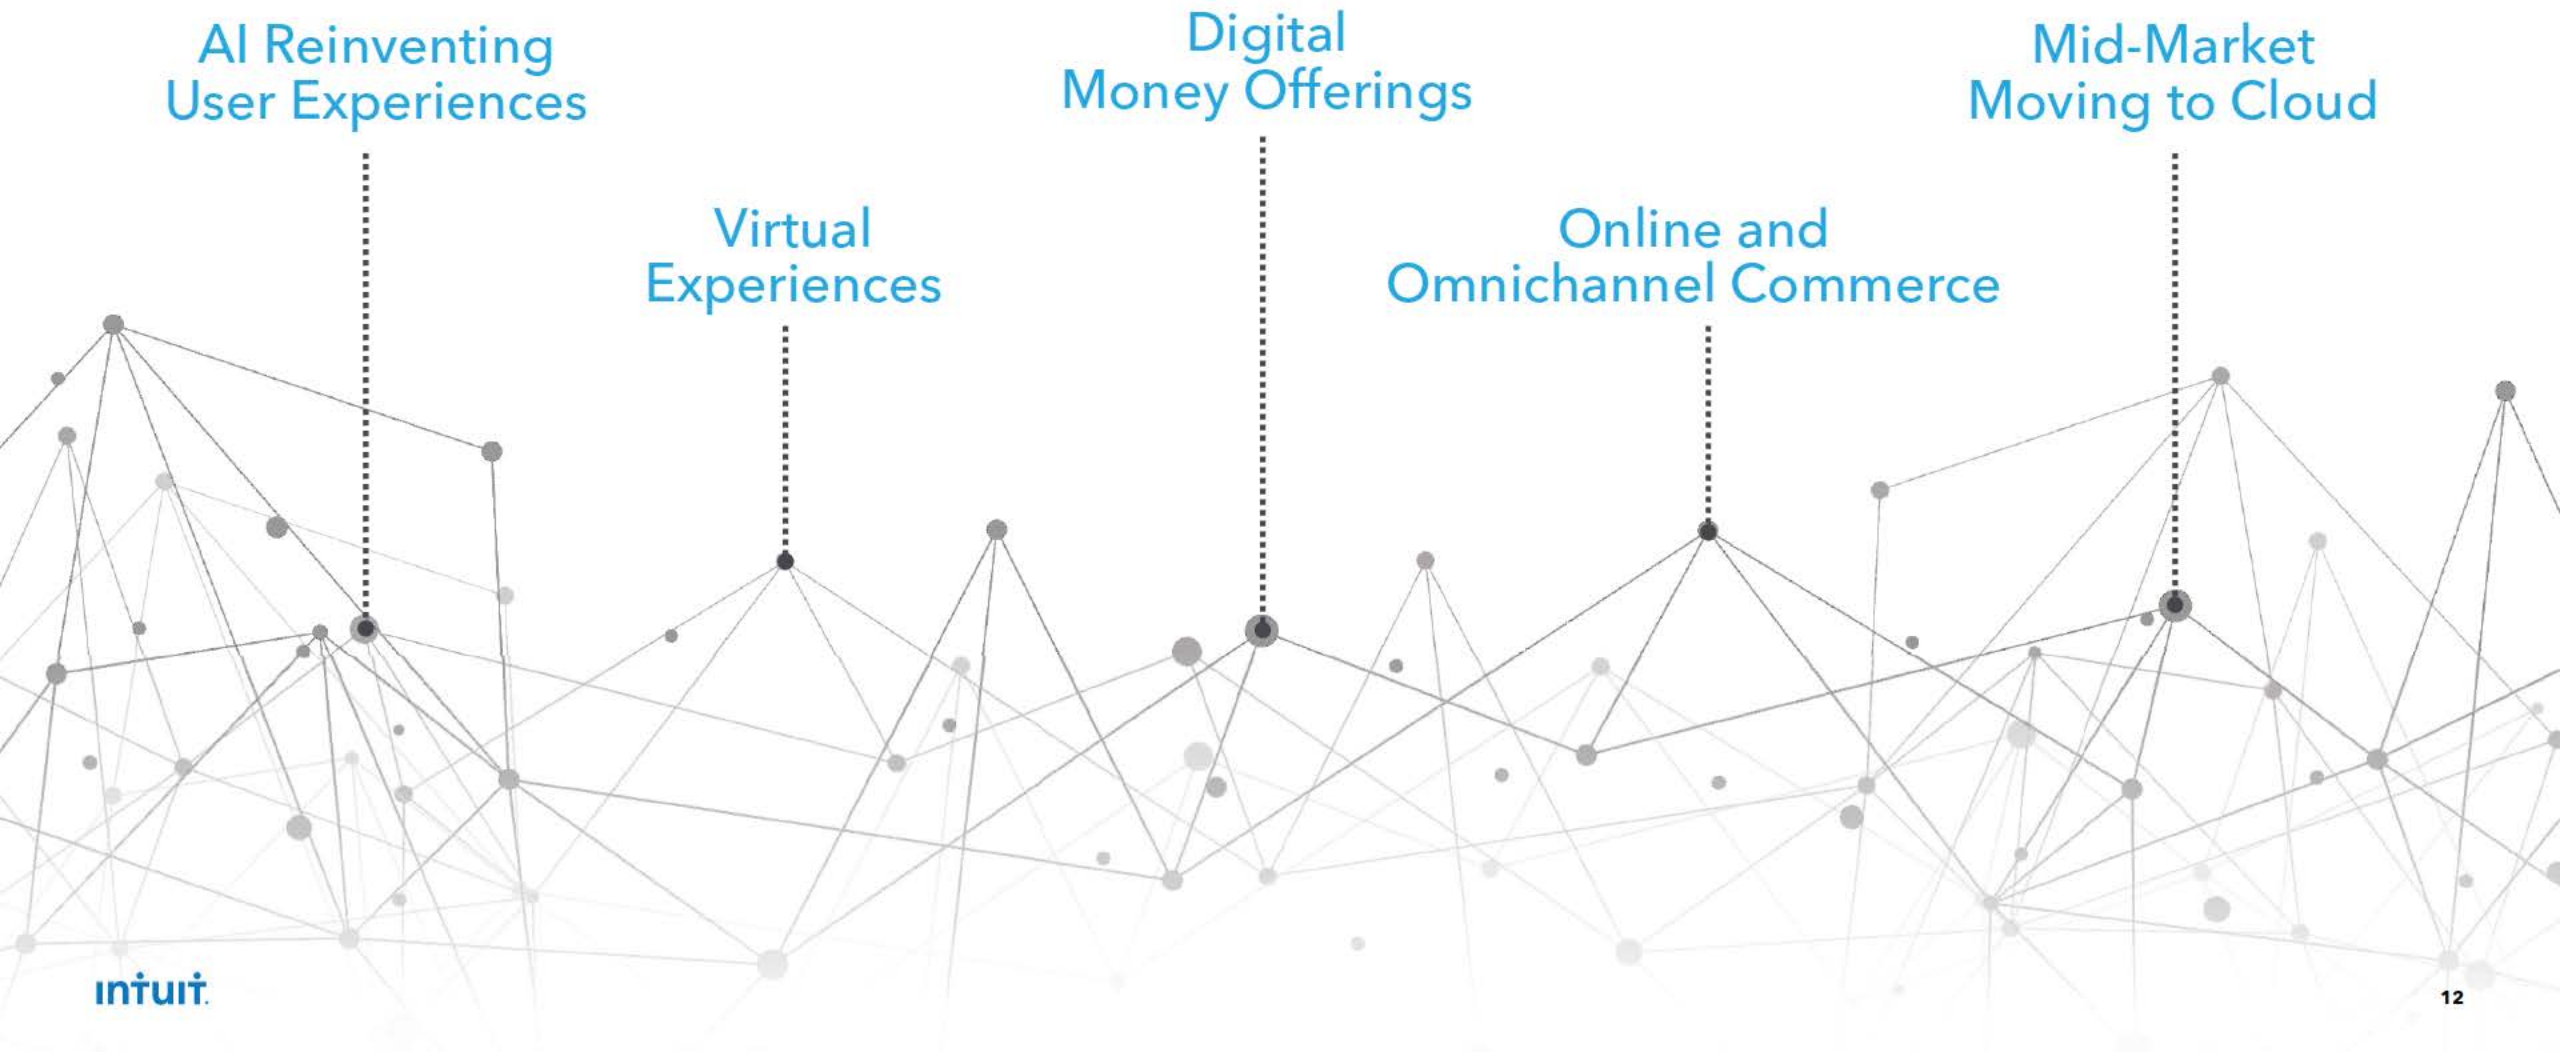 AI Reinventing
User Experiences
Virtual
Experiences
Digital
Money Offerings
Online and
Omnichannel Commerce
Mid-Market
Moving to Cloud
intuit.
12